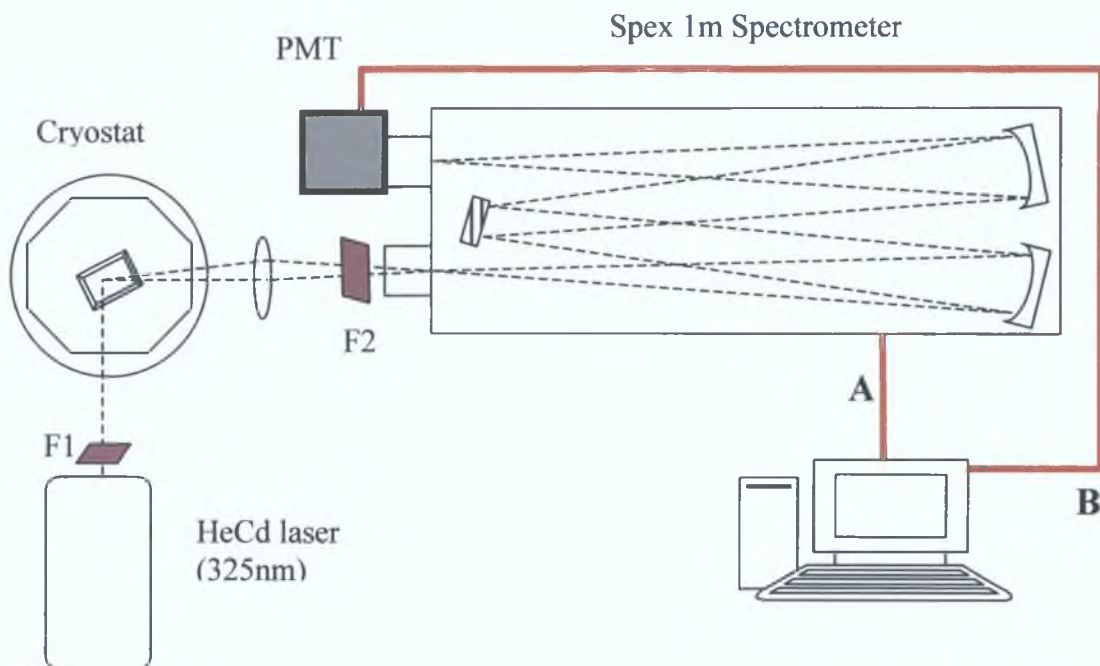 Spex 1m Spectrometer
PMT
Cryostat
F2
A
F1
B
HeCd laser
(325nm)